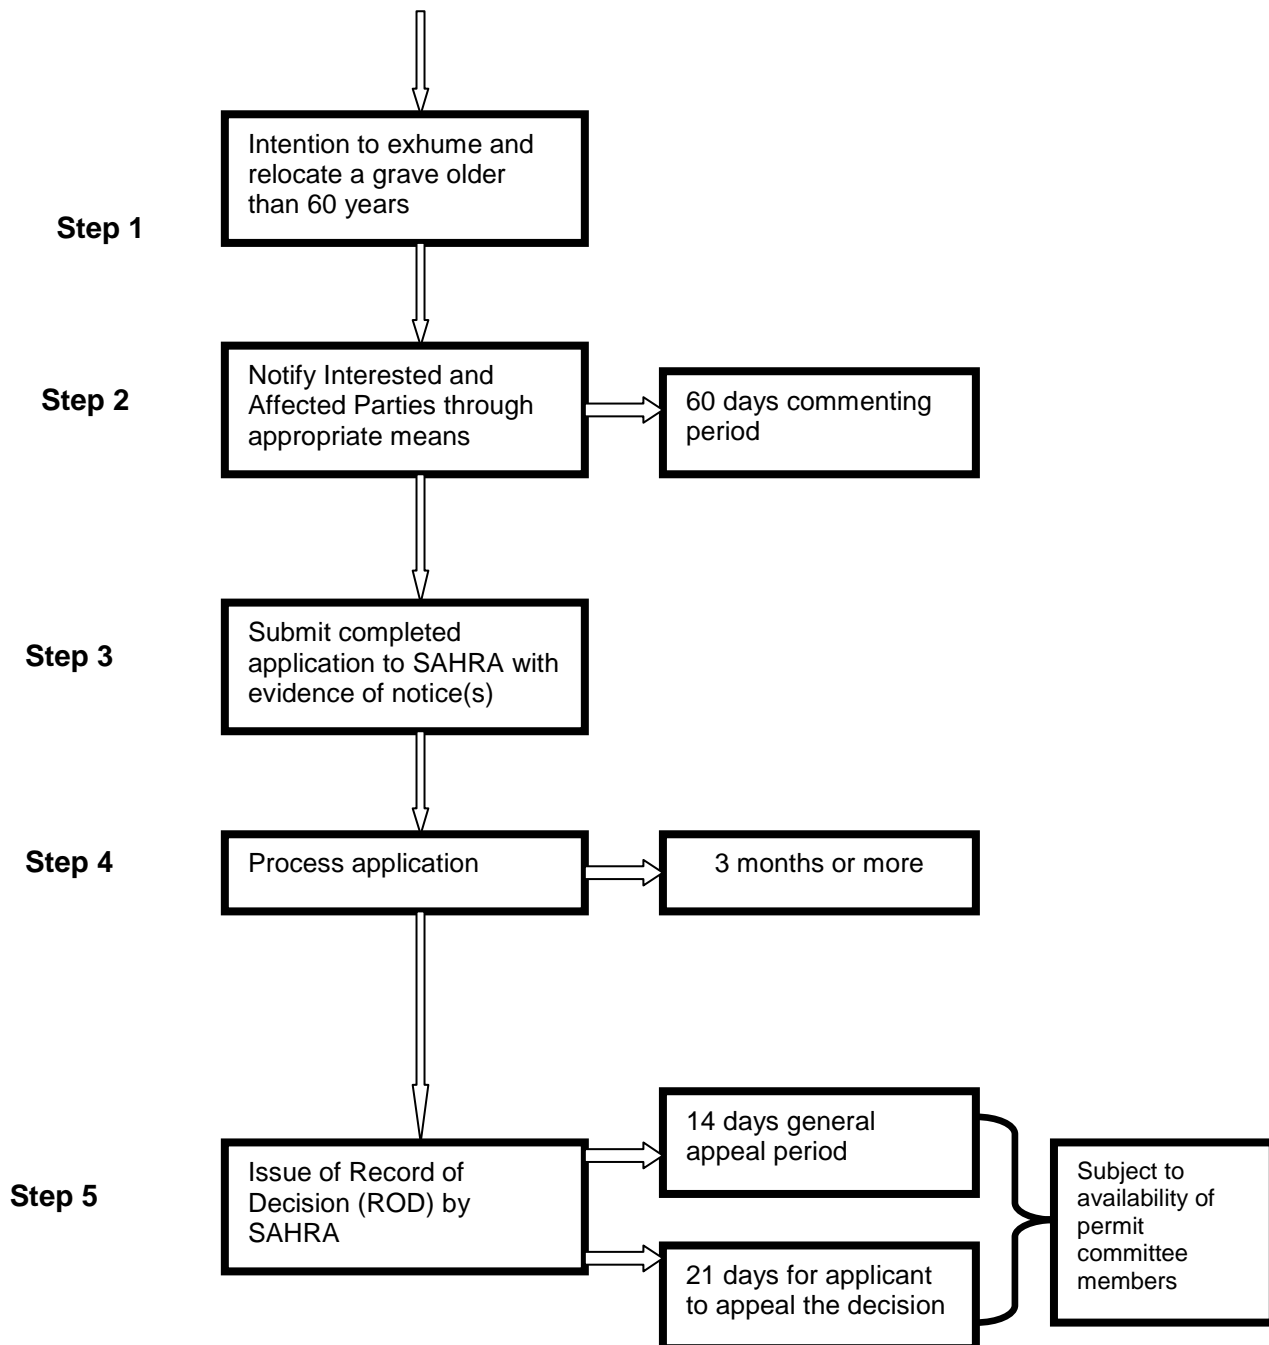 Step 1
Intention to exhume and
relocate a grave older
than 60 years
Step 2
Notify Interested and
Affected Parties through
appropriate means
60 days commenting
period
Step 3
Submit completed
application to SAHRA with
evidence of notice(s)
Step 4
Process application
3 months or more
Step 5
Issue of Record of
Decision (ROD) by
SAHRA
14 days general
appeal period
21 days for applicant
to appeal the decision
Subject to
availability of
permit
committee
members